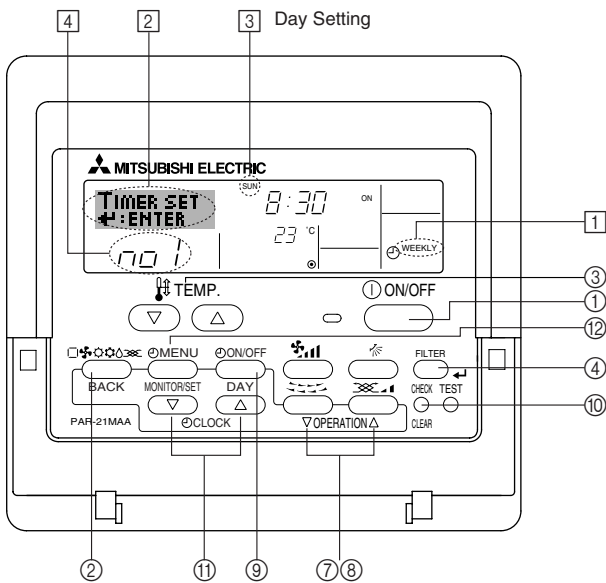 4 2 3 Day Setting
MITSUBISHI ELECTRIC
SUN
TIMER SET
↵:ENTER
8:30
ON
23 °C
no 1
WEEKLY
1
TEMP.
ON/OFF
③
①
⑫
MENU
ON/OFF
FILTER
④
BACK
MONITOR/SET
DAY
CHECK TEST
⑩
PAR-21MAA
CLOCK
▽OPERATION△
CLEAR
② ⑪ ⑨ ⑦⑧